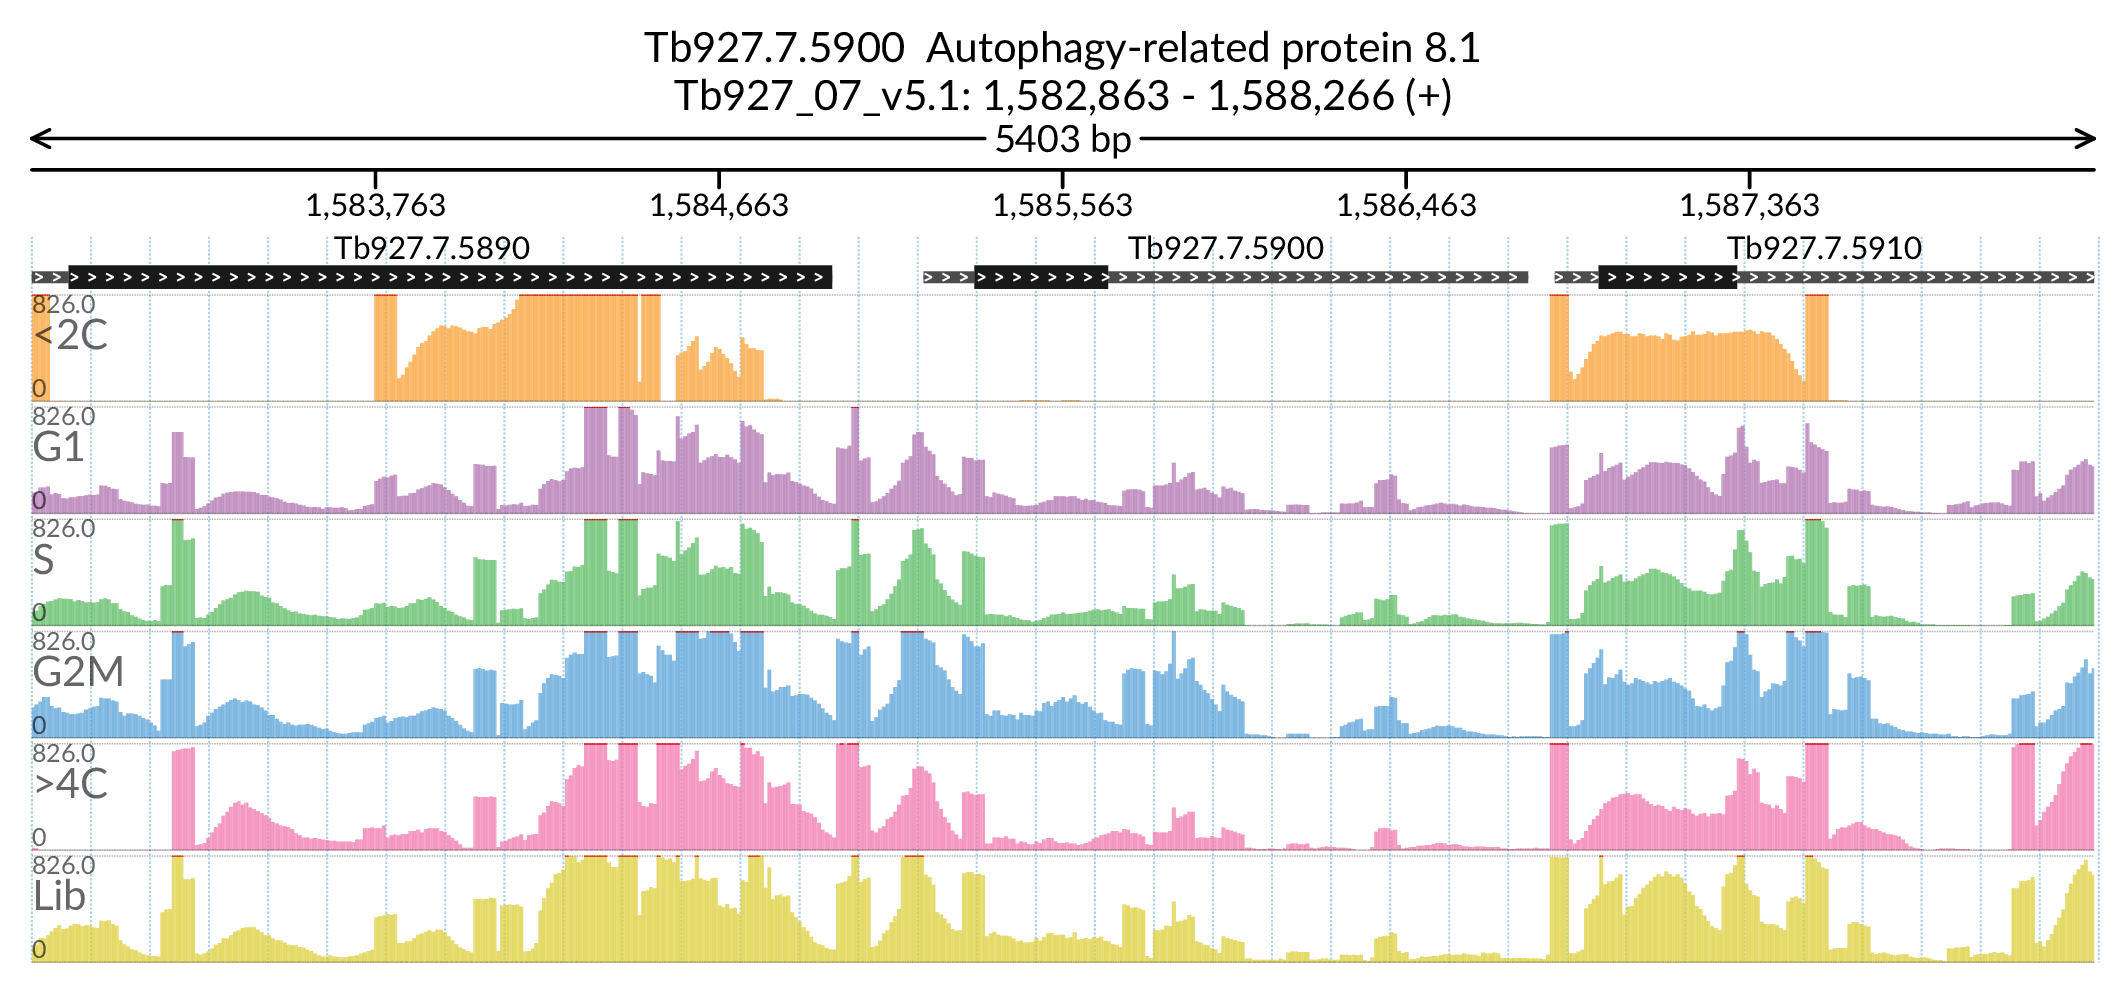 Tb927.7.5900 Autophagy-related protein 8.1
Tb927_07_v5.1: 1,582,863 - 1,588,266 (+)
5403 bp
1,583,763 1,584,663 1,585,563 1,586,463 1,587,363
Tb927.7.5890 Tb927.7.5900 Tb927.7.5910
826.0
<2C
0
826.0
G1
0
826.0
S
0
826.0
G2M
0
826.0
>4C
0
826.0
Lib
0